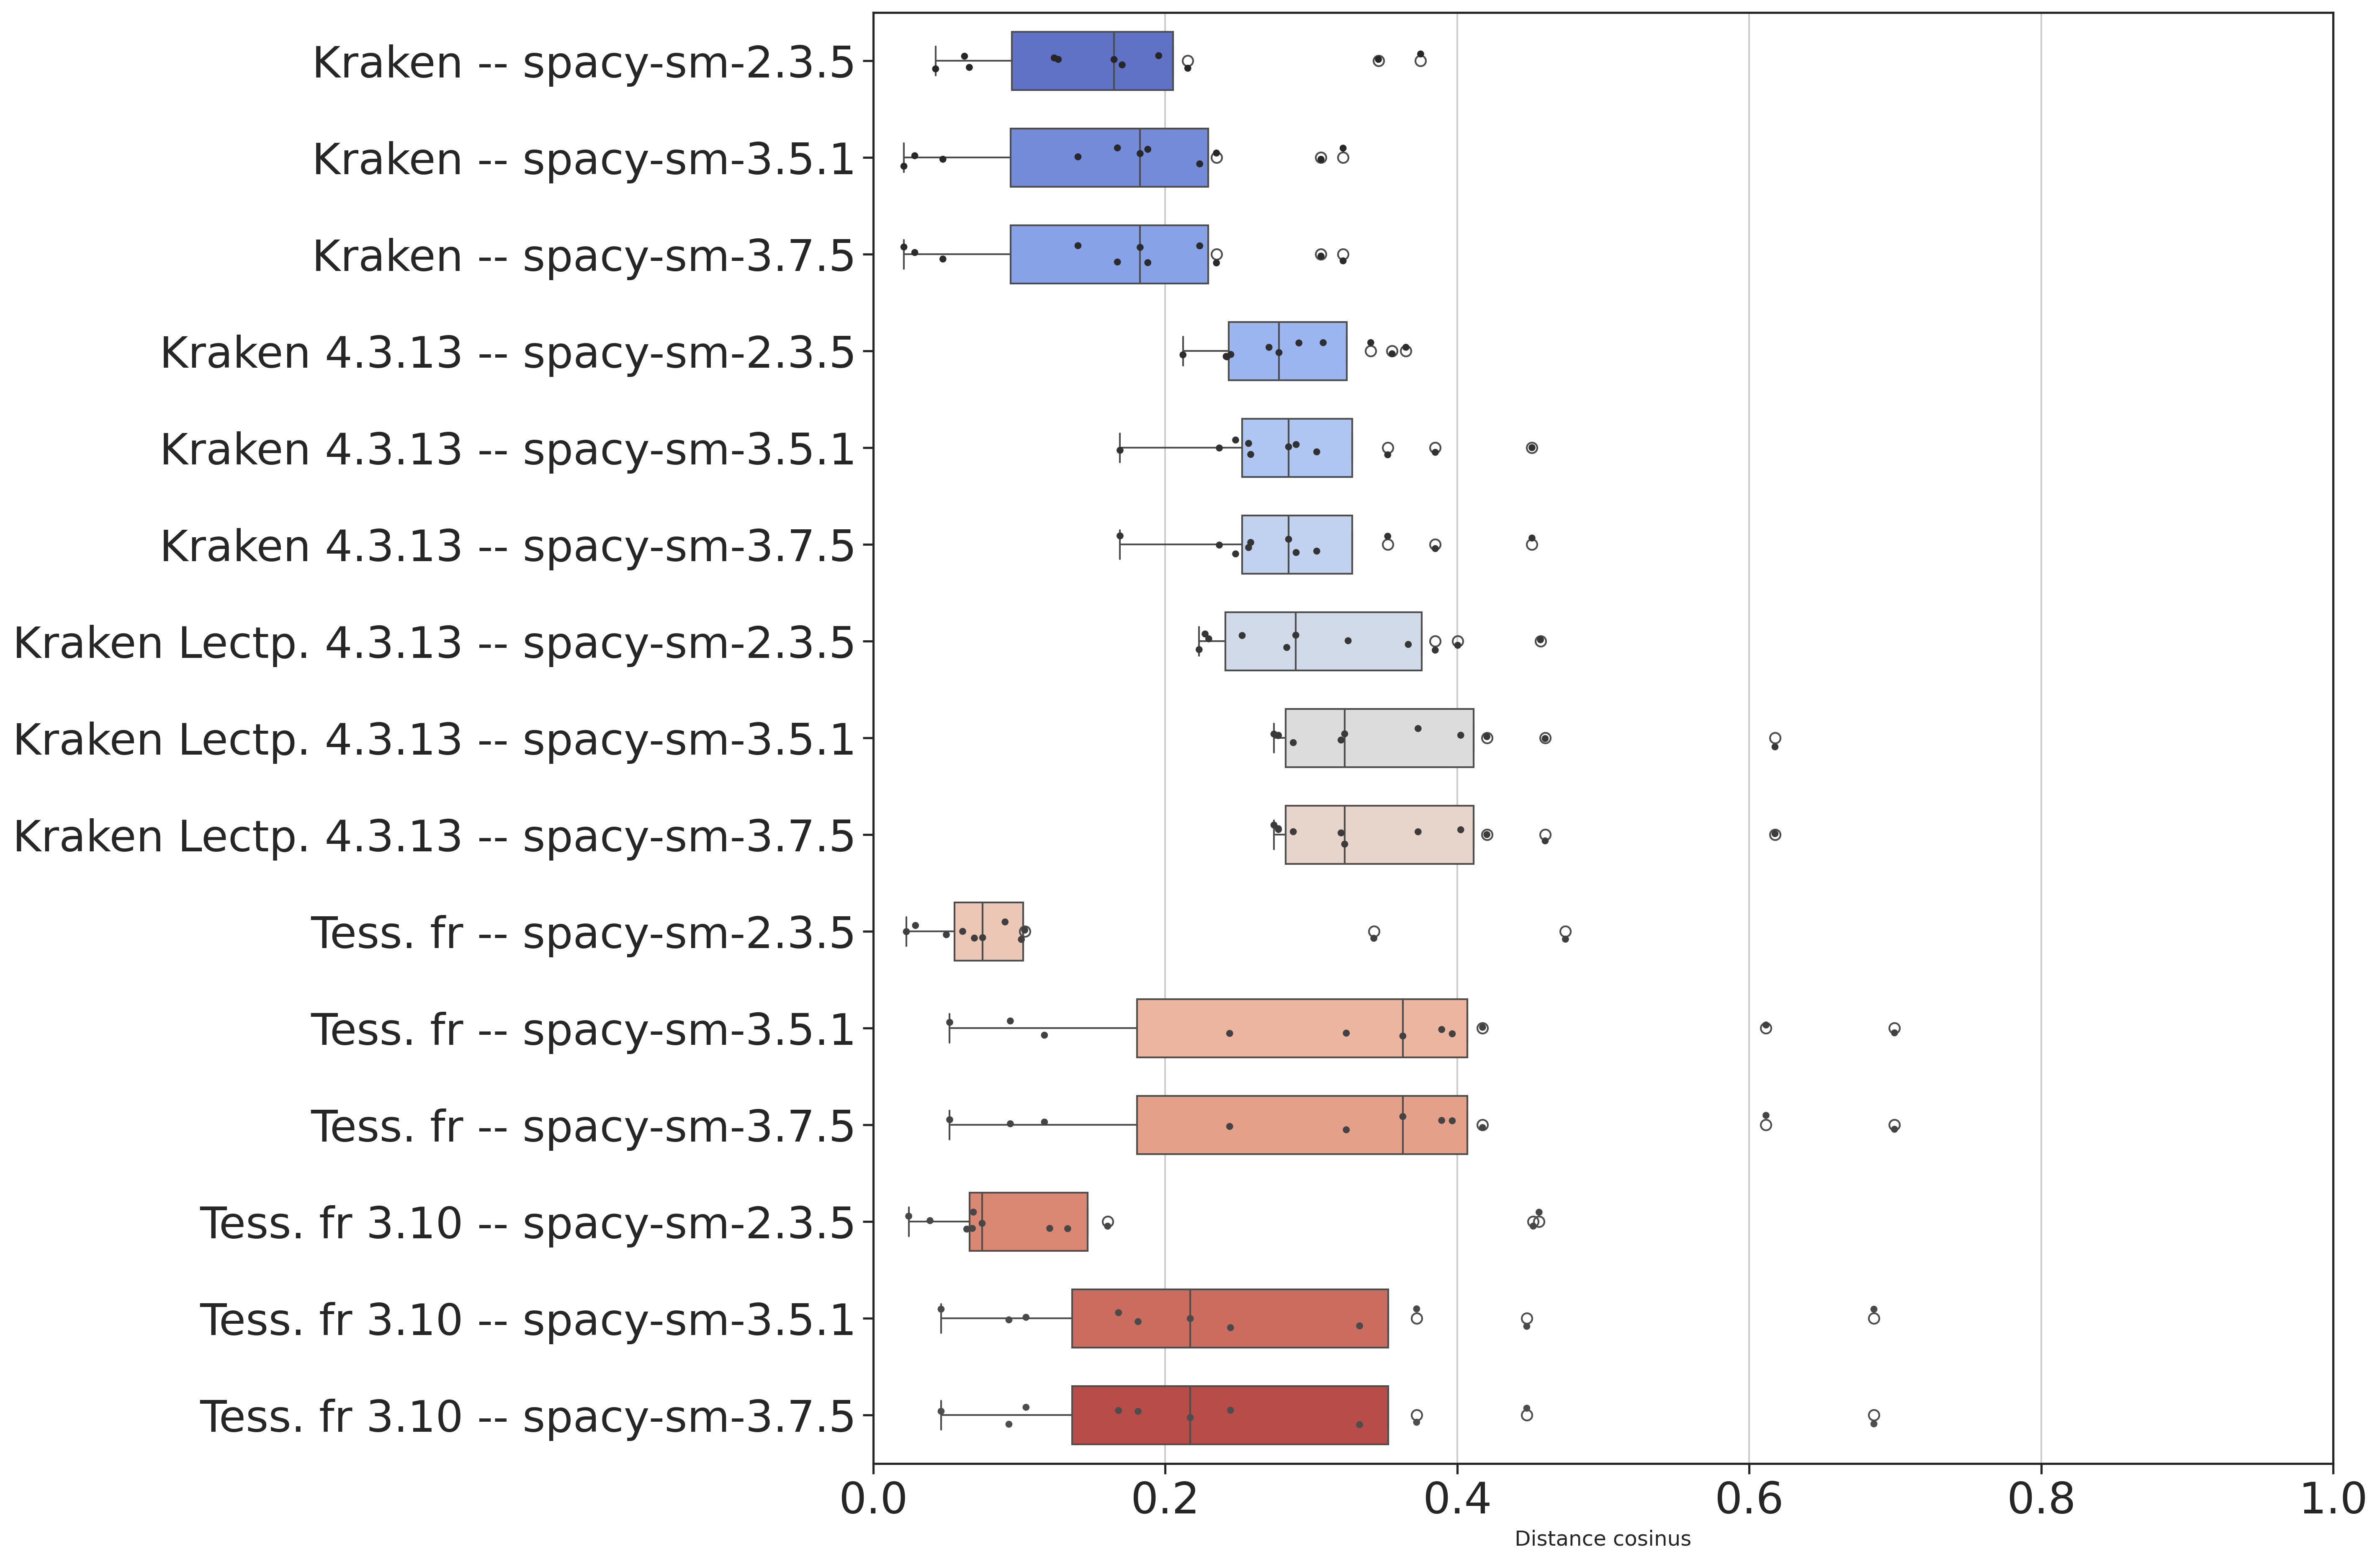 Kraken -- spacy-sm-2.3.5
Kraken -- spacy-sm-3.5.1
Kraken -- spacy-sm-3.7.5
Kraken 4.3.13 -- spacy-sm-2.3.5
Kraken 4.3.13 -- spacy-sm-3.5.1
Kraken 4.3.13 -- spacy-sm-3.7.5
Kraken Lectp. 4.3.13 -- spacy-sm-2.3.5
Kraken Lectp. 4.3.13 -- spacy-sm-3.5.1
Kraken Lectp. 4.3.13 -- spacy-sm-3.7.5
Tess. fr -- spacy-sm-2.3.5
Tess. fr -- spacy-sm-3.5.1
Tess. fr -- spacy-sm-3.7.5
Tess. fr 3.10 -- spacy-sm-2.3.5
Tess. fr 3.10 -- spacy-sm-3.5.1
Tess. fr 3.10 -- spacy-sm-3.7.5
0.0 0.2 0.4 0.6 0.8 1.0
Distance cosinus